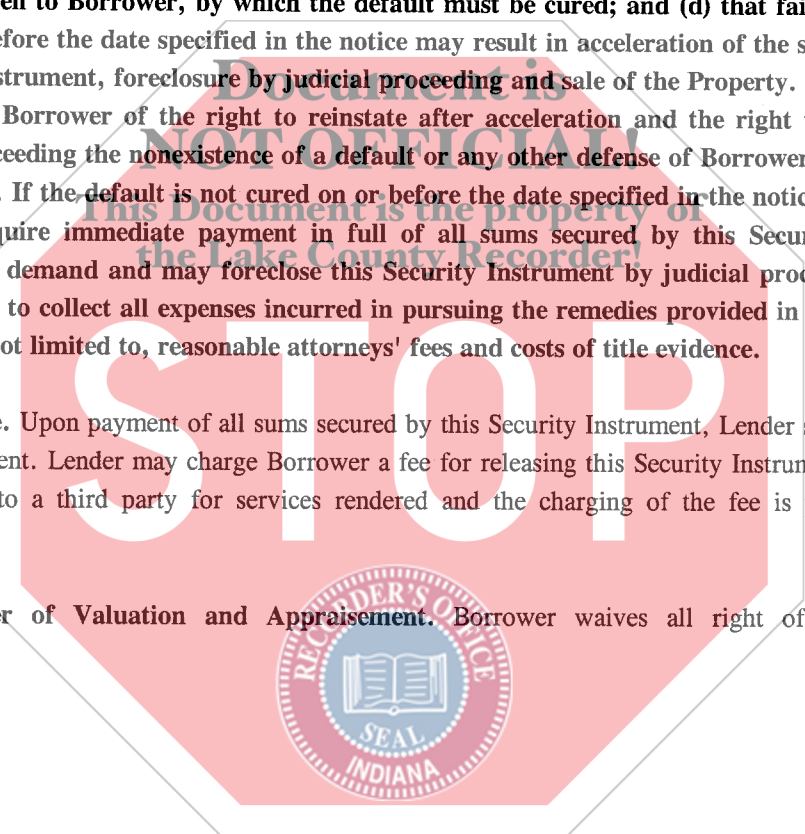 en to Borrower, by which the default must be cured; and (d) that fai
efore the date specified in the notice may result in acceleration of the s
strument, foreclosure by judicial proceeding and sale of the Property.
Borrower of the right to reinstate after acceleration and the right
ceeding the nonexistence of a default or any other defense of Borrower
. If the default is not cured on or before the date specified in the notic
quire immediate payment in full of all sums secured by this Secur
demand and may foreclose this Security Instrument by judicial proc
to collect all expenses incurred in pursuing the remedies provided in
ot limited to, reasonable attorneys' fees and costs of title evidence.
e. Upon payment of all sums secured by this Security Instrument, Lender s
ent. Lender may charge Borrower a fee for releasing this Security Instrum
to a third party for services rendered and the charging of the fee is
er of Valuation and Appraisement. Borrower waives all right of
Document is
NOT OFFICIAL!
This Document is the property of
the Lake County Recorder!
STOP
RECORDER'S OFFICE
SEAL
INDIANA